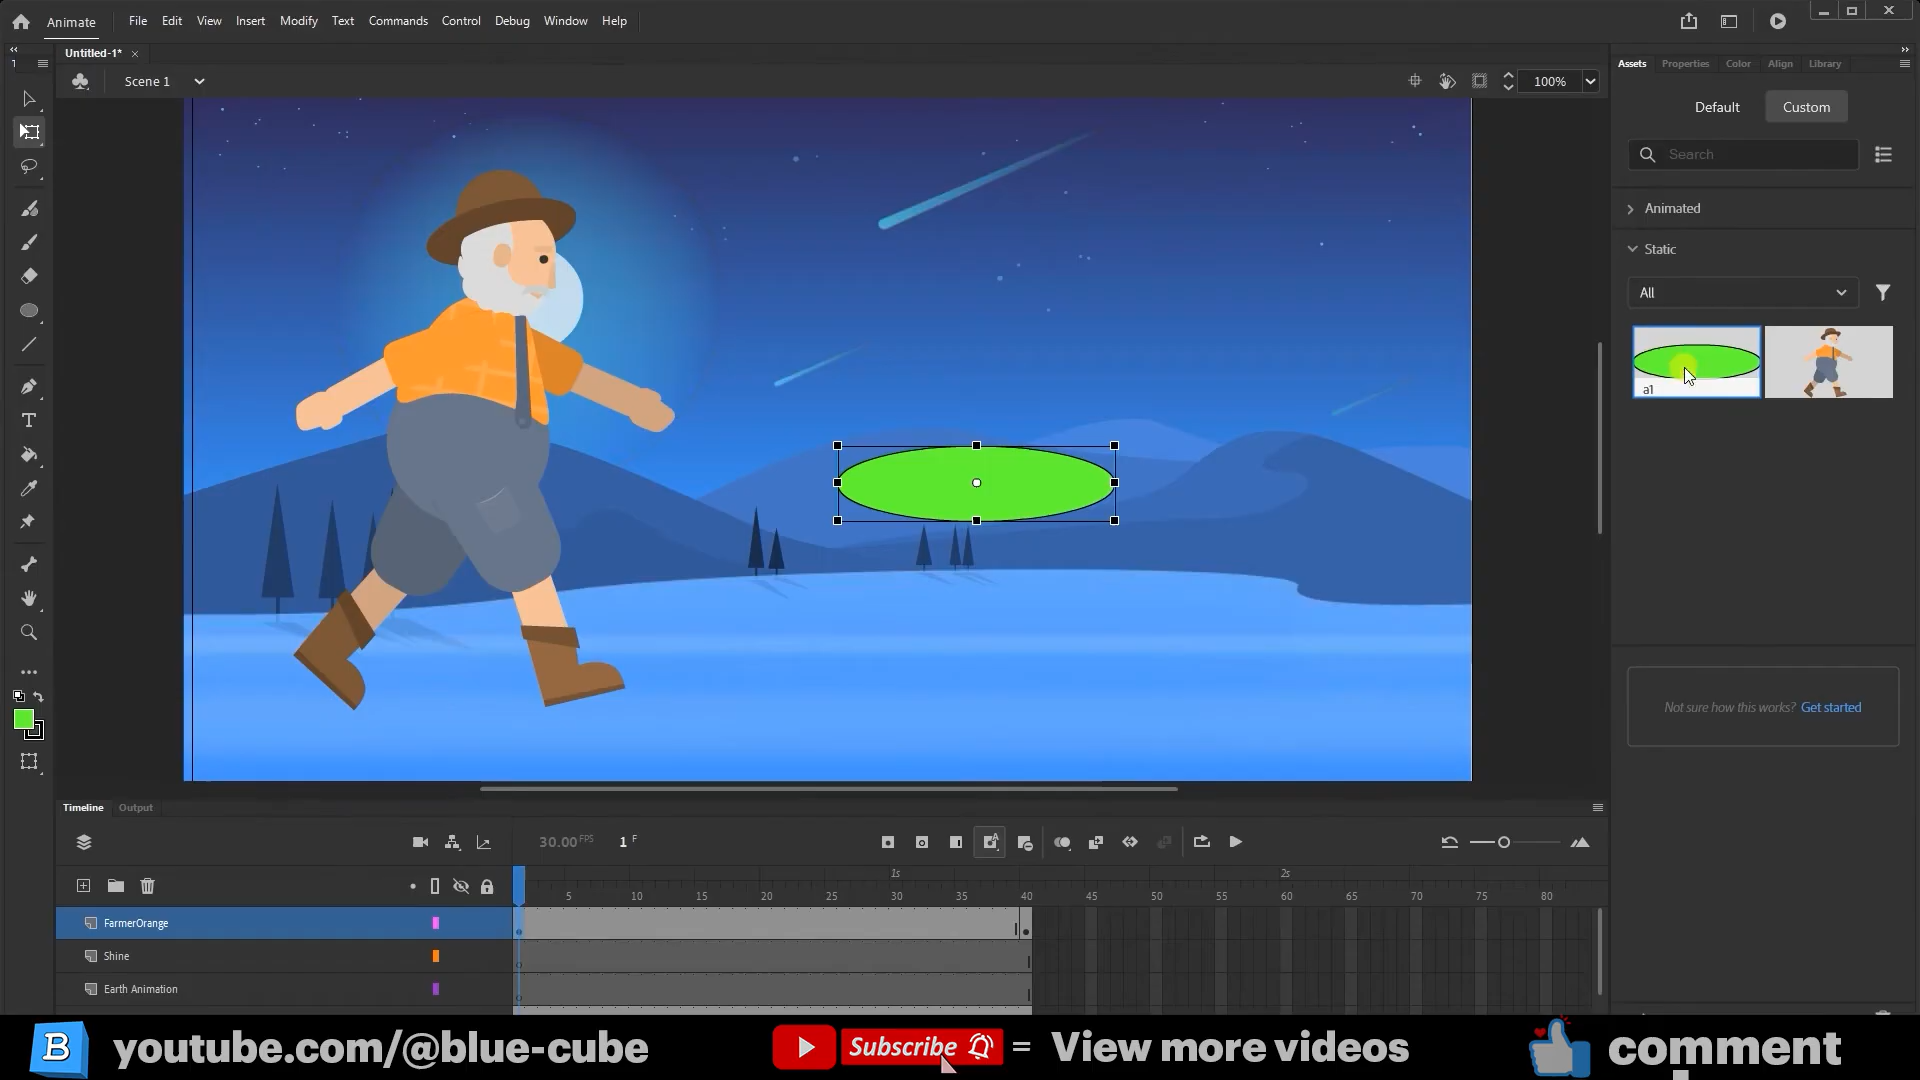 Animate
File Edit View Insert Modify Text Commands Control Debug Window Help
Untitled-1*
Scene 1
100%
Assets Properties Color Align Library
Default Custom
Search
Animated
Static
All
a1
Not sure how this works? Get started
Timeline Output
30.00 FPS 1 F
1s 2s
5 10 15 20 25 30 35 40 45 50 55 60 65 70 75 80
FarmerOrange
Shine
Earth Animation
B youtube.com/@blue-cube Subscribe = View more videos comment